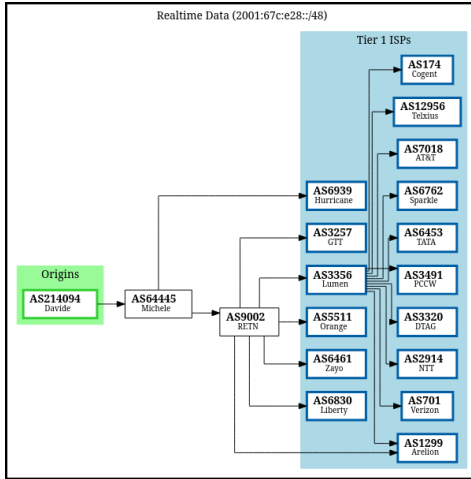 Realtime Data (2001:67c:e28::/48)
Tier 1 ISPs
AS174
Cogent
AS12956
Telxius
AS7018
AT&T
AS6939
Hurricane
AS6762
Sparkle
AS3257
GTT
AS6453
TATA
Origins
AS214094
Davide
AS64445
Michele
AS9002
RETN
AS3356
Lumen
AS3491
PCCW
AS5511
Orange
AS3320
DTAG
AS6461
Zayo
AS2914
NTT
AS6830
Liberty
AS701
Verizon
AS1299
Arelion